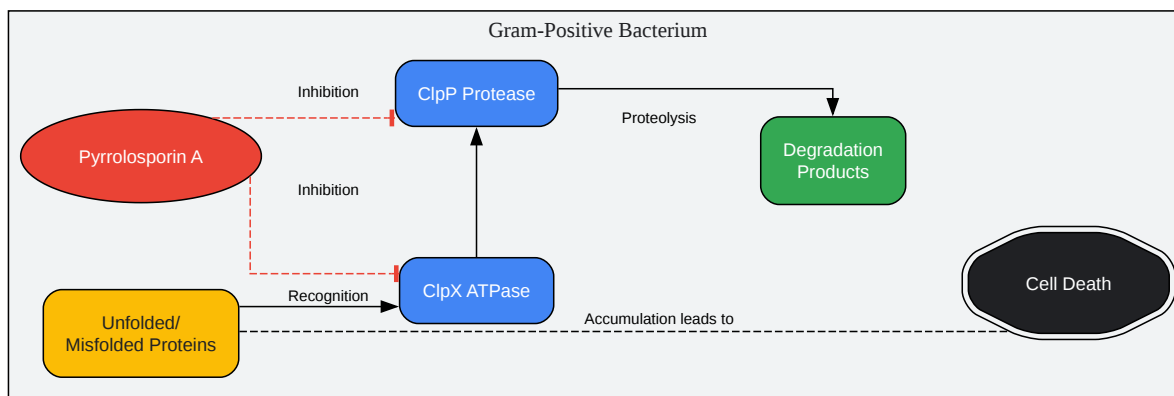 Gram-Positive Bacterium
Inhibition
ClpP Protease
Proteolysis
Pyrrolosporin A
Degradation
Products
Inhibition
ClpX ATPase
Cell Death
Recognition
Unfolded/
Misfolded Proteins
Accumulation leads to